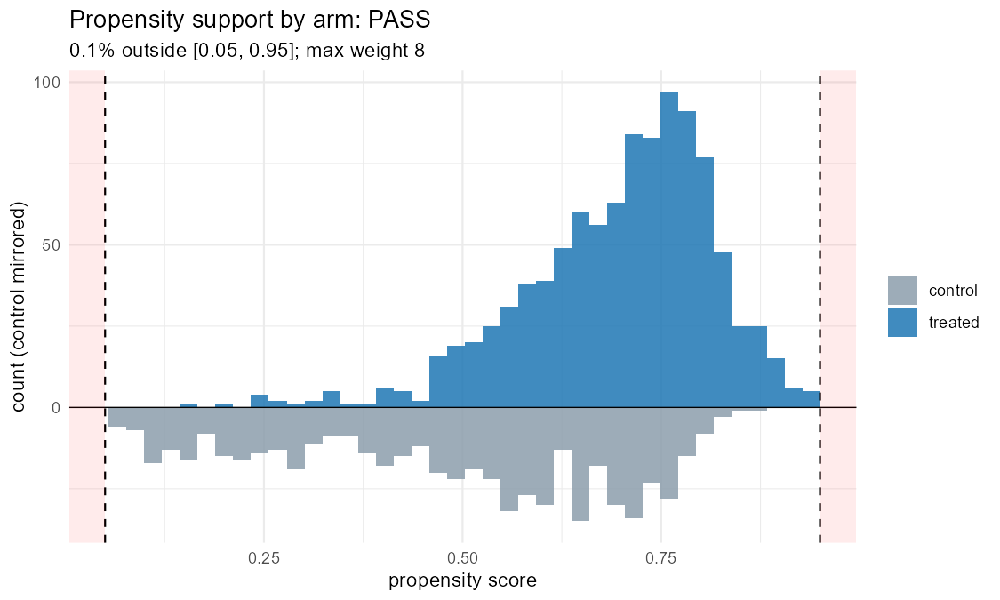 Propensity support by arm: PASS
0.1% outside [0.05, 0.95]; max weight 8
100
50
0
count (control mirrored)
0.25
0.50
0.75
propensity score
control
treated